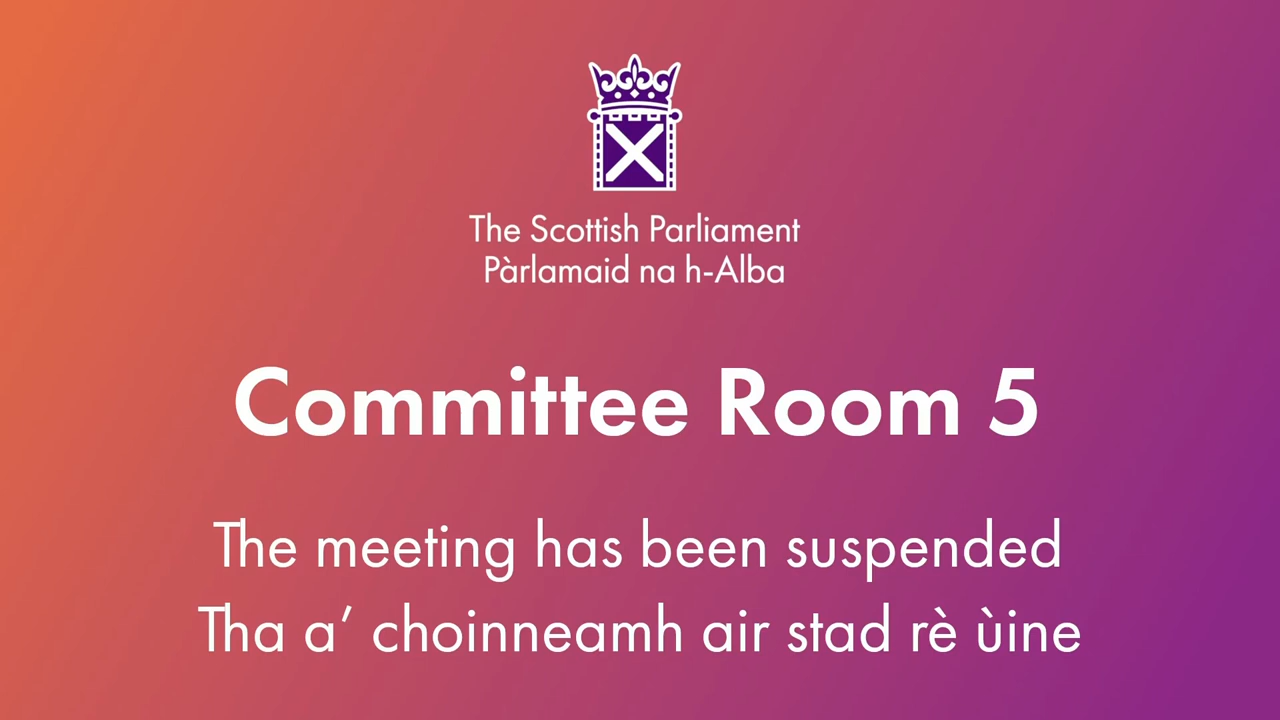 The Scottish Parliament
Pàrlamaid na h-Alba
Committee Room 5
The meeting has been suspended
Tha a’ choinneamh air stad rè ùine